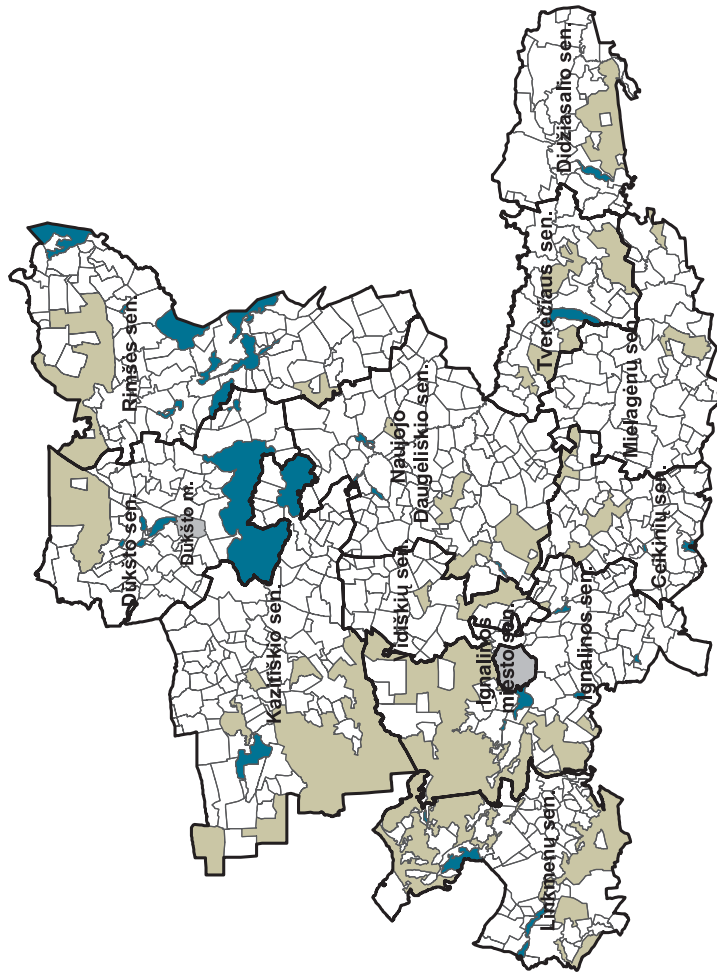 Didžiasalio sen.
Tverečiaus sen.
Rimšės sen.
Mielagėnų sen.
Naujojo
Daugėliškio sen.
Dūkšto m.
Dūkšto sen.
Ceikinių sen.
Vidiškių sen.
Kazitiškio sen.
Ignalinos
miesto sen.
Ignalinos sen.
Linkmenų sen.